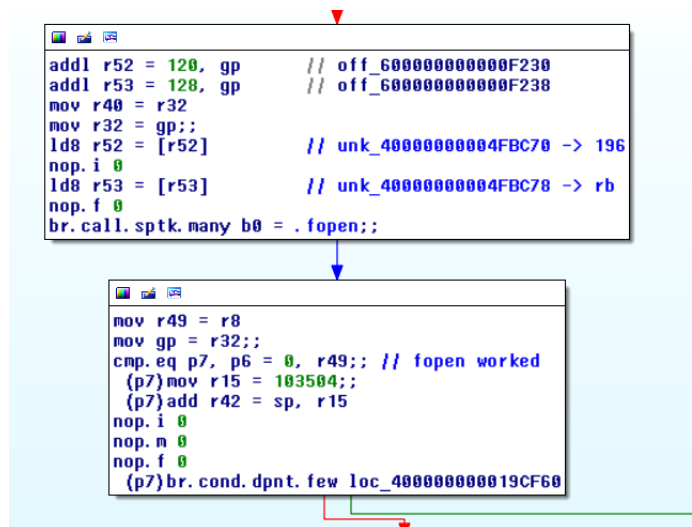 addl r52 = 120, gp // off_600000000000F230
addl r53 = 128, gp // off_600000000000F238
mov r40 = r32
mov r32 = gp;;
ld8 r52 = [r52] // unk_40000000004FBC70 -> 196
nop.i 0
ld8 r53 = [r53] // unk_40000000004FBC78 -> rb
nop.f 0
br.call.sptk.many b0 = .fopen;;
mov r49 = r8
mov gp = r32;;
cmp.eq p7, p6 = 0, r49;; // fopen worked
(p7)mov r15 = 103504;;
(p7)add r42 = sp, r15
nop.i 0
nop.m 0
nop.f 0
(p7)br.cond.dpnt.few loc_400000000019CF60